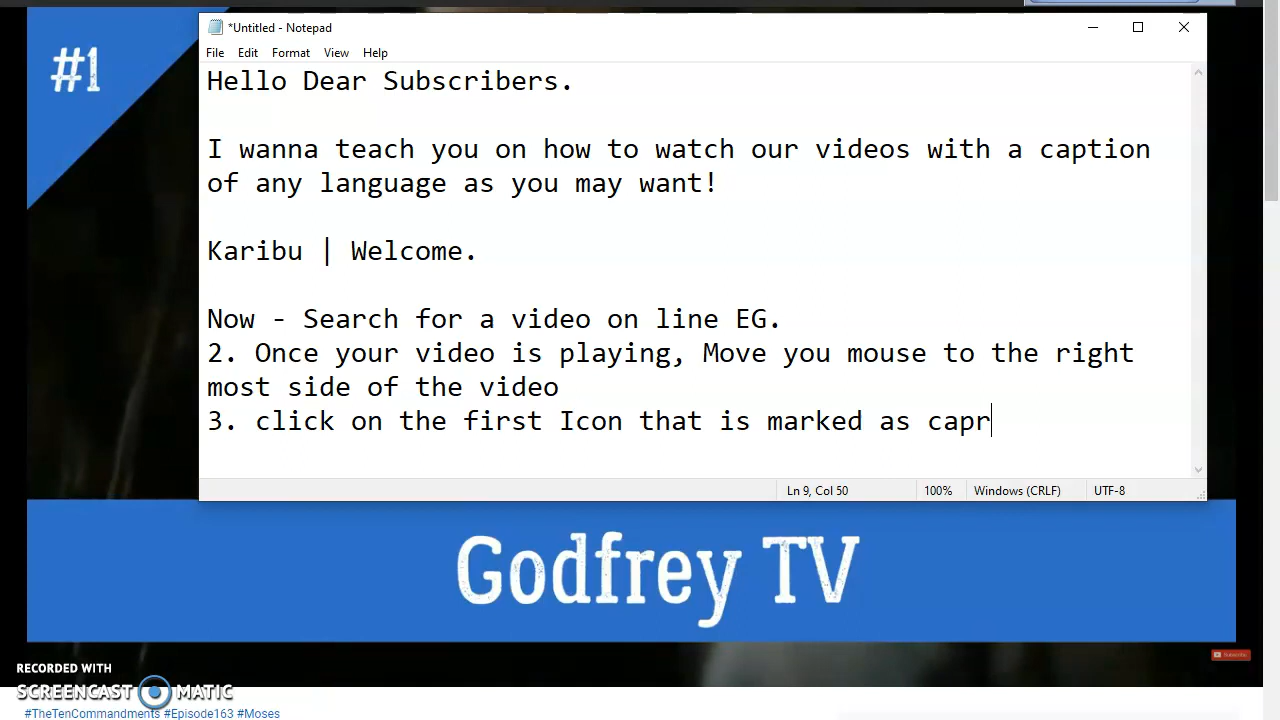 #1
*Untitled - Notepad
File Edit Format View Help
Hello Dear Subscribers.
I wanna teach you on how to watch our videos with a caption
of any language as you may want!
Karibu | Welcome.
Now - Search for a video on line EG.
2. Once your video is playing, Move you mouse to the right
most side of the video
3. click on the first Icon that is marked as capr
Ln 9, Col 50 100% Windows (CRLF) UTF-8
Godfrey TV
Subscribe
RECORDED WITH
SCREENCAST MATIC
#TheTenCommandments #Episode163 #Moses